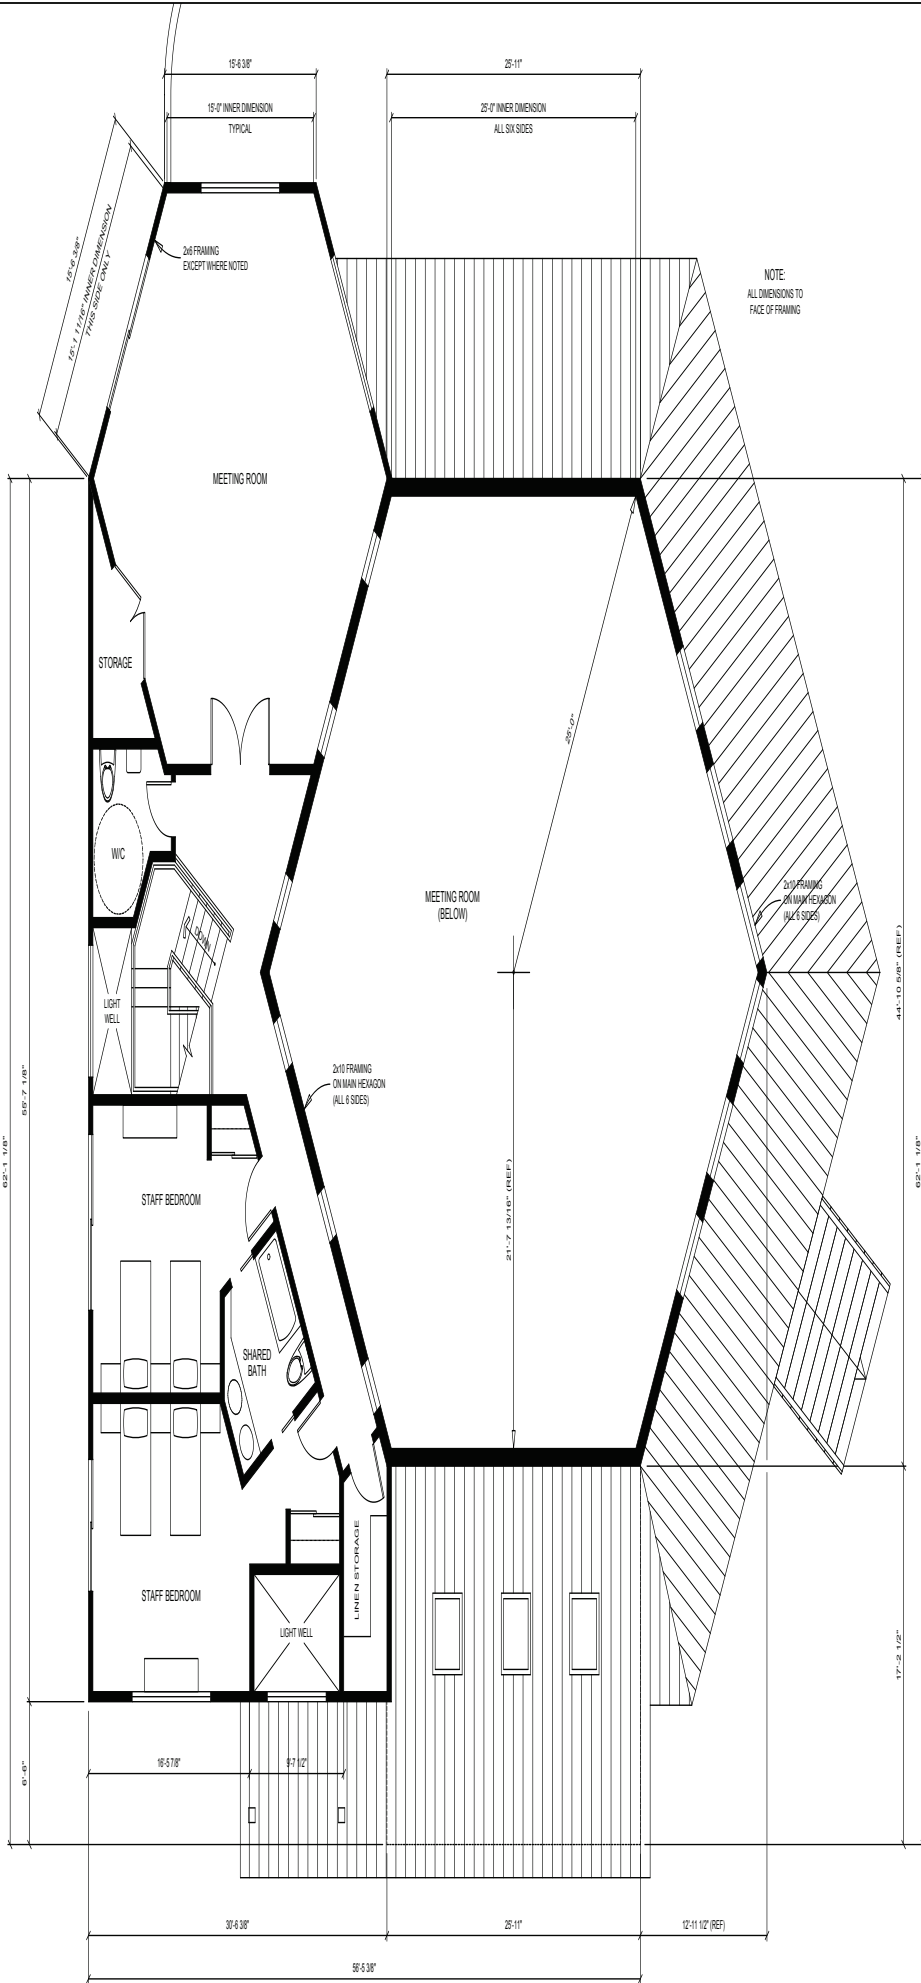 15'-6 3/8"
25'-11"
15'-0" INNER DIMENSION
TYPICAL
25'-0" INNER DIMENSION
ALL SIX SIDES
15'-6 3/8"
15'-1 11/16" INNER DIMENSION
THIS SIDE ONLY
2x6 FRAMING
EXCEPT WHERE NOTED
NOTE:
ALL DIMENSIONS TO
FACE OF FRAMING
MEETING ROOM
STORAGE
25'-0"
W/C
MEETING ROOM
(BELOW)
2x10 FRAMING
ON MAIN HEXAGON
(ALL 6 SIDES)
DOWN
LIGHT
WELL
44'-10 5/8" (REF)
2x10 FRAMING
ON MAIN HEXAGON
(ALL 6 SIDES)
55'-7 1/8"
62'-1 1/8"
62'-1 1/8"
21'-7 13/16" (REF)
STAFF BEDROOM
SHARED
BATH
LINEN STORAGE
STAFF BEDROOM
LIGHT WELL
17'-2 1/2"
6'-6"
16'-5 7/8"
9'-7 1/2"
30'-6 3/8"
25'-11"
12'-11 1/2" (REF)
56'-5 3/8"